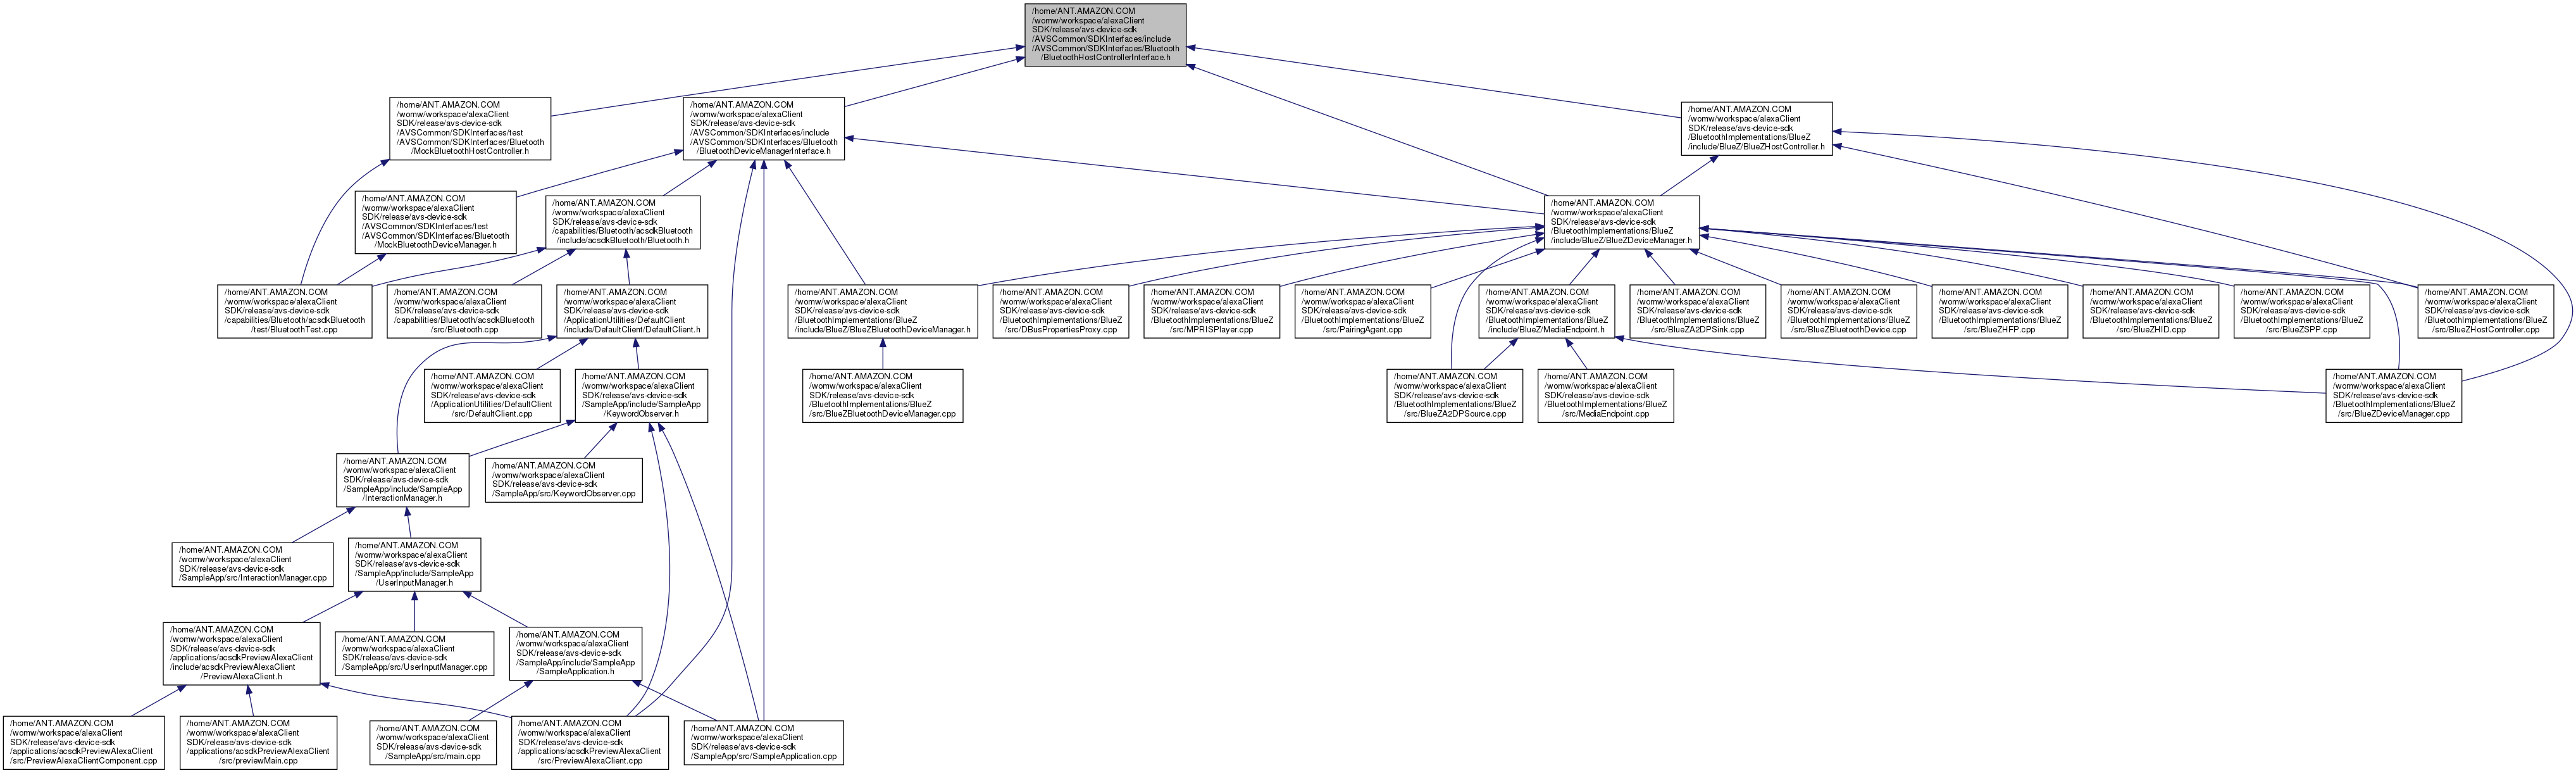 /home/ANT.AMAZON.COM
/womw/workspace/alexaClient
SDK/release/avs-device-sdk
/AVSCommon/SDKInterfaces/include
/AVSCommon/SDKInterfaces/Bluetooth
/BluetoothHostControllerInterface.h
/home/ANT.AMAZON.COM
/womw/workspace/alexaClient
SDK/release/avs-device-sdk
/AVSCommon/SDKInterfaces/test
/AVSCommon/SDKInterfaces/Bluetooth
/MockBluetoothHostController.h
/home/ANT.AMAZON.COM
/womw/workspace/alexaClient
SDK/release/avs-device-sdk
/AVSCommon/SDKInterfaces/include
/AVSCommon/SDKInterfaces/Bluetooth
/BluetoothDeviceManagerInterface.h
/home/ANT.AMAZON.COM
/womw/workspace/alexaClient
SDK/release/avs-device-sdk
/BluetoothImplementations/BlueZ
/include/BlueZ/BlueZHostController.h
/home/ANT.AMAZON.COM
/womw/workspace/alexaClient
SDK/release/avs-device-sdk
/AVSCommon/SDKInterfaces/test
/AVSCommon/SDKInterfaces/Bluetooth
/MockBluetoothDeviceManager.h
/home/ANT.AMAZON.COM
/womw/workspace/alexaClient
SDK/release/avs-device-sdk
/capabilities/Bluetooth/acsdkBluetooth
/include/acsdkBluetooth/Bluetooth.h
/home/ANT.AMAZON.COM
/womw/workspace/alexaClient
SDK/release/avs-device-sdk
/BluetoothImplementations/BlueZ
/include/BlueZ/BlueZDeviceManager.h
/home/ANT.AMAZON.COM
/womw/workspace/alexaClient
SDK/release/avs-device-sdk
/capabilities/Bluetooth/acsdkBluetooth
/test/BluetoothTest.cpp
/home/ANT.AMAZON.COM
/womw/workspace/alexaClient
SDK/release/avs-device-sdk
/capabilities/Bluetooth/acsdkBluetooth
/src/Bluetooth.cpp
/home/ANT.AMAZON.COM
/womw/workspace/alexaClient
SDK/release/avs-device-sdk
/ApplicationUtilities/DefaultClient
/include/DefaultClient/DefaultClient.h
/home/ANT.AMAZON.COM
/womw/workspace/alexaClient
SDK/release/avs-device-sdk
/BluetoothImplementations/BlueZ
/include/BlueZ/BlueZBluetoothDeviceManager.h
/home/ANT.AMAZON.COM
/womw/workspace/alexaClient
SDK/release/avs-device-sdk
/BluetoothImplementations/BlueZ
/src/DBusPropertiesProxy.cpp
/home/ANT.AMAZON.COM
/womw/workspace/alexaClient
SDK/release/avs-device-sdk
/BluetoothImplementations/BlueZ
/src/MPRISPlayer.cpp
/home/ANT.AMAZON.COM
/womw/workspace/alexaClient
SDK/release/avs-device-sdk
/BluetoothImplementations/BlueZ
/src/PairingAgent.cpp
/home/ANT.AMAZON.COM
/womw/workspace/alexaClient
SDK/release/avs-device-sdk
/BluetoothImplementations/BlueZ
/include/BlueZ/MediaEndpoint.h
/home/ANT.AMAZON.COM
/womw/workspace/alexaClient
SDK/release/avs-device-sdk
/BluetoothImplementations/BlueZ
/src/BlueZA2DPSink.cpp
/home/ANT.AMAZON.COM
/womw/workspace/alexaClient
SDK/release/avs-device-sdk
/BluetoothImplementations/BlueZ
/src/BlueZBluetoothDevice.cpp
/home/ANT.AMAZON.COM
/womw/workspace/alexaClient
SDK/release/avs-device-sdk
/BluetoothImplementations/BlueZ
/src/BlueZHFP.cpp
/home/ANT.AMAZON.COM
/womw/workspace/alexaClient
SDK/release/avs-device-sdk
/BluetoothImplementations/BlueZ
/src/BlueZHID.cpp
/home/ANT.AMAZON.COM
/womw/workspace/alexaClient
SDK/release/avs-device-sdk
/BluetoothImplementations/BlueZ
/src/BlueZSPP.cpp
/home/ANT.AMAZON.COM
/womw/workspace/alexaClient
SDK/release/avs-device-sdk
/BluetoothImplementations/BlueZ
/src/BlueZHostController.cpp
/home/ANT.AMAZON.COM
/womw/workspace/alexaClient
SDK/release/avs-device-sdk
/ApplicationUtilities/DefaultClient
/src/DefaultClient.cpp
/home/ANT.AMAZON.COM
/womw/workspace/alexaClient
SDK/release/avs-device-sdk
/SampleApp/include/SampleApp
/KeywordObserver.h
/home/ANT.AMAZON.COM
/womw/workspace/alexaClient
SDK/release/avs-device-sdk
/BluetoothImplementations/BlueZ
/src/BlueZBluetoothDeviceManager.cpp
/home/ANT.AMAZON.COM
/womw/workspace/alexaClient
SDK/release/avs-device-sdk
/BluetoothImplementations/BlueZ
/src/BlueZA2DPSource.cpp
/home/ANT.AMAZON.COM
/womw/workspace/alexaClient
SDK/release/avs-device-sdk
/BluetoothImplementations/BlueZ
/src/MediaEndpoint.cpp
/home/ANT.AMAZON.COM
/womw/workspace/alexaClient
SDK/release/avs-device-sdk
/BluetoothImplementations/BlueZ
/src/BlueZDeviceManager.cpp
/home/ANT.AMAZON.COM
/womw/workspace/alexaClient
SDK/release/avs-device-sdk
/SampleApp/include/SampleApp
/InteractionManager.h
/home/ANT.AMAZON.COM
/womw/workspace/alexaClient
SDK/release/avs-device-sdk
/SampleApp/src/KeywordObserver.cpp
/home/ANT.AMAZON.COM
/womw/workspace/alexaClient
SDK/release/avs-device-sdk
/SampleApp/src/InteractionManager.cpp
/home/ANT.AMAZON.COM
/womw/workspace/alexaClient
SDK/release/avs-device-sdk
/SampleApp/include/SampleApp
/UserInputManager.h
/home/ANT.AMAZON.COM
/womw/workspace/alexaClient
SDK/release/avs-device-sdk
/applications/acsdkPreviewAlexaClient
/include/acsdkPreviewAlexaClient
/PreviewAlexaClient.h
/home/ANT.AMAZON.COM
/womw/workspace/alexaClient
SDK/release/avs-device-sdk
/SampleApp/src/UserInputManager.cpp
/home/ANT.AMAZON.COM
/womw/workspace/alexaClient
SDK/release/avs-device-sdk
/SampleApp/include/SampleApp
/SampleApplication.h
/home/ANT.AMAZON.COM
/womw/workspace/alexaClient
SDK/release/avs-device-sdk
/applications/acsdkPreviewAlexaClient
/src/PreviewAlexaClientComponent.cpp
/home/ANT.AMAZON.COM
/womw/workspace/alexaClient
SDK/release/avs-device-sdk
/applications/acsdkPreviewAlexaClient
/src/previewMain.cpp
/home/ANT.AMAZON.COM
/womw/workspace/alexaClient
SDK/release/avs-device-sdk
/SampleApp/src/main.cpp
/home/ANT.AMAZON.COM
/womw/workspace/alexaClient
SDK/release/avs-device-sdk
/applications/acsdkPreviewAlexaClient
/src/PreviewAlexaClient.cpp
/home/ANT.AMAZON.COM
/womw/workspace/alexaClient
SDK/release/avs-device-sdk
/SampleApp/src/SampleApplication.cpp